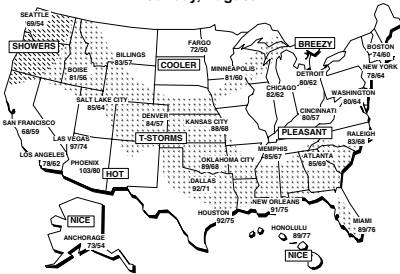 SEATTLE
69/54
SHOWERS
BILLINGS
83/57
BOISE
81/55
FARGO
72/50
COOLER
MINNEAPOLIS
81/60
BREEZY
BOSTON
74/60
NEW YORK
78/64
DETROIT
80/62
CHICAGO
82/62
WASHINGTON
80/64
SALT LAKE CITY
85/64
DENVER
84/57
KANSAS CITY
88/68
CINCINNATI
80/57
SAN FRANCISCO
68/59
LAS VEGAS
97/74
T-STORMS
PLEASANT
RALEIGH
83/68
LOS ANGELES
78/62
PHOENIX
103/80
HOT
OKLAHOMA CITY
89/68
MEMPHIS
85/67
ATLANTA
85/69
DALLAS
92/71
HOUSTON
92/75
NEW ORLEANS
91/75
MIAMI
89/76
NICE
ANCHORAGE
73/54
HONOLULU
89/77
NICE